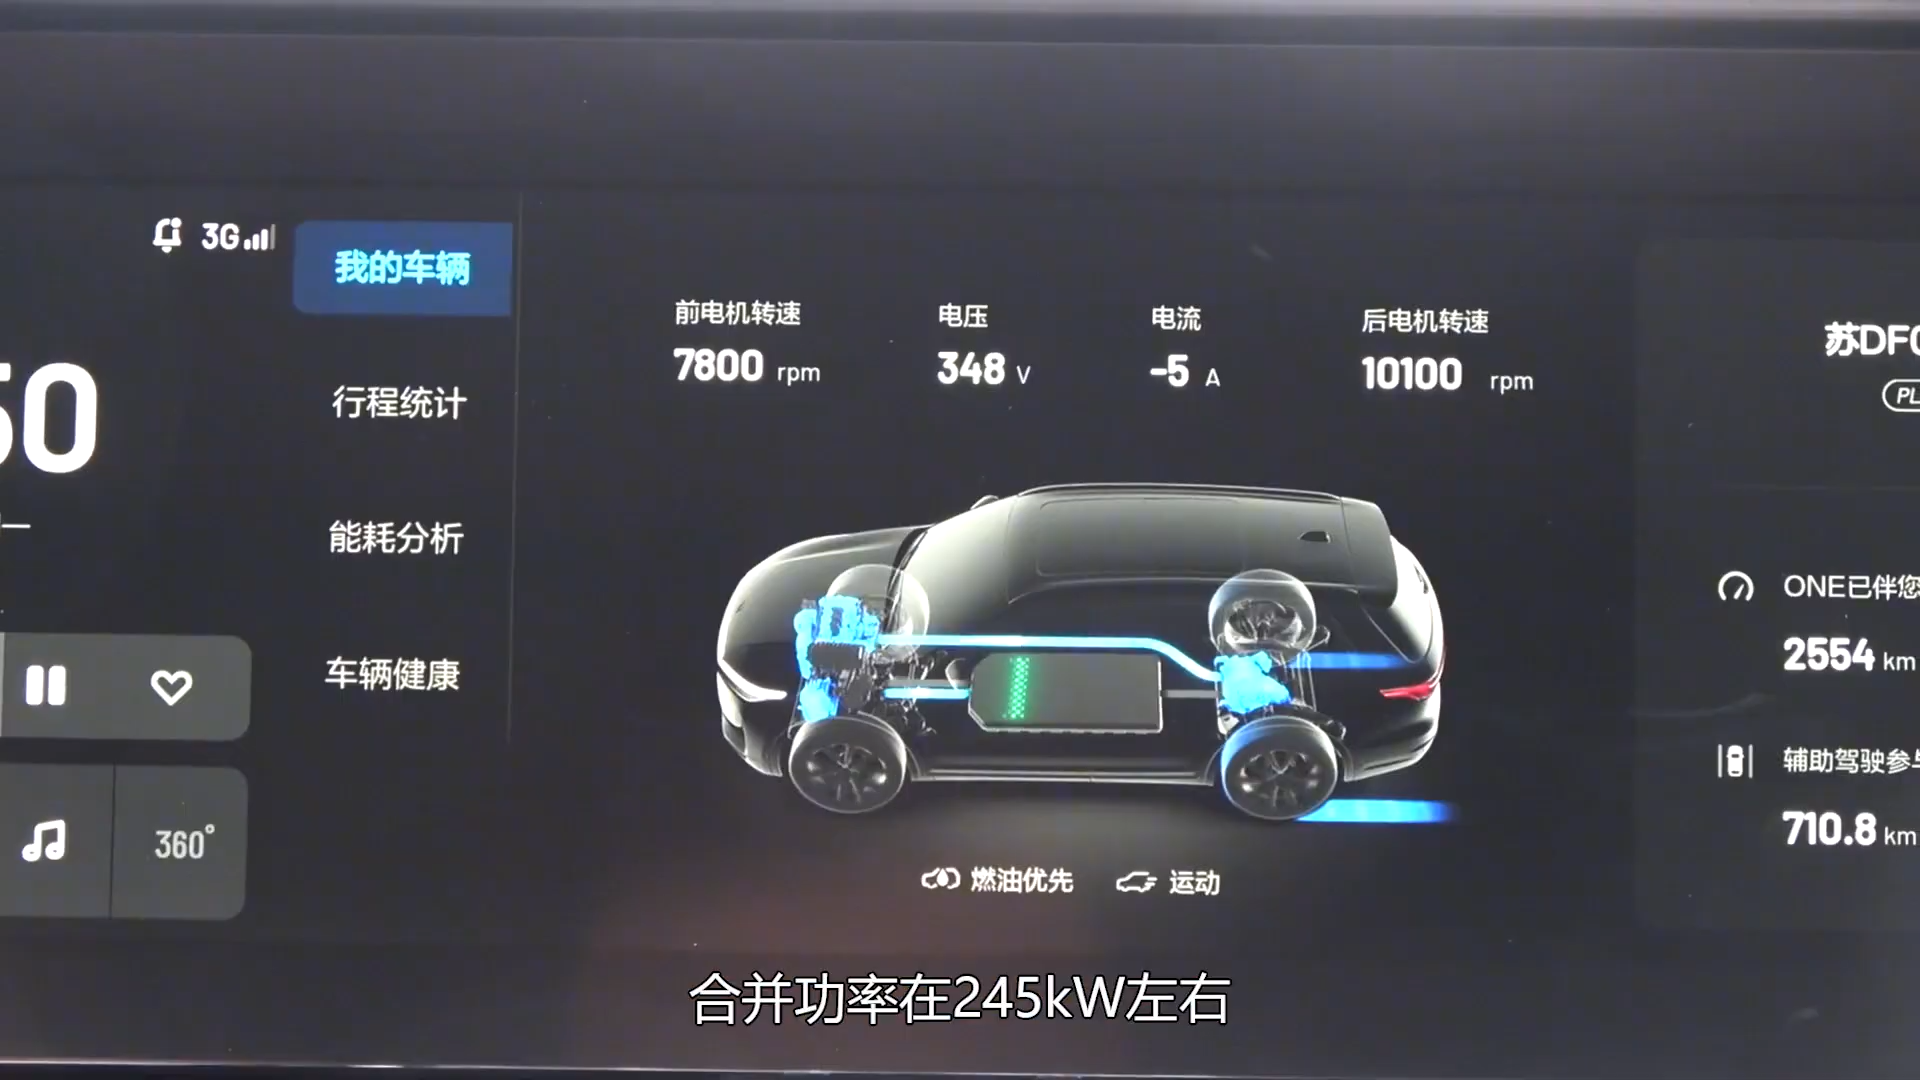 3G
我的车辆
行程统计
能耗分析
车辆健康
360°
前电机转速
7800 rpm
电压
348 V
电流
-5 A
后电机转速
10100 rpm
燃油优先
运动
苏DF
ONE已伴您
2554 km
辅助驾驶参与
710.8 km
合并功率在245kW左右